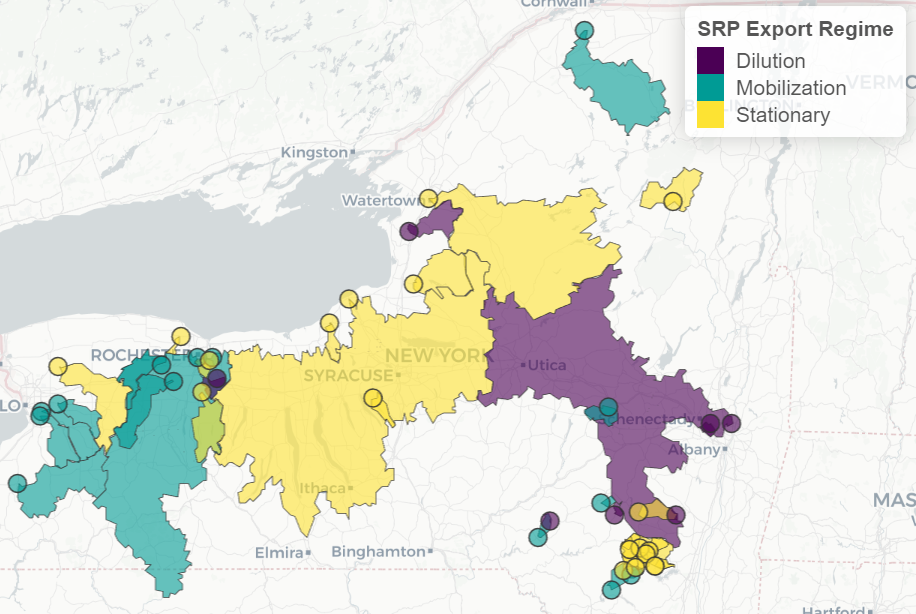 Cornwall
SRP Export Regime
Dilution
Mobilization
Stationary
VERMO
BURLINGTON
Kingston
Watertown
ROCHESTER
NEW YORK
SYRACUSE
Utica
LO
Schenectady
Albany
Ithaca
MAS
Elmira
Binghamton
Hartford